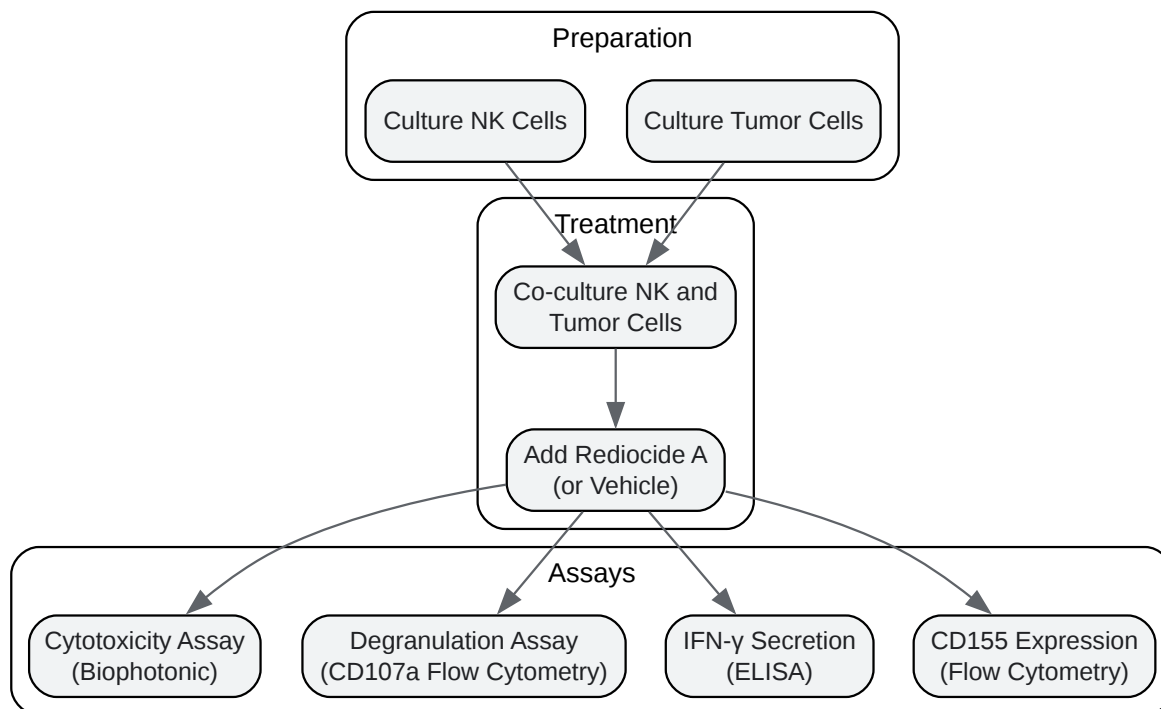 Preparation
Culture NK Cells
Culture Tumor Cells
Treatment
Co-culture NK and
Tumor Cells
Add Rediocide A
(or Vehicle)
Assays
Cytotoxicity Assay
(Biophotonic)
Degranulation Assay
(CD107a Flow Cytometry)
IFN-γ Secretion
(ELISA)
CD155 Expression
(Flow Cytometry)